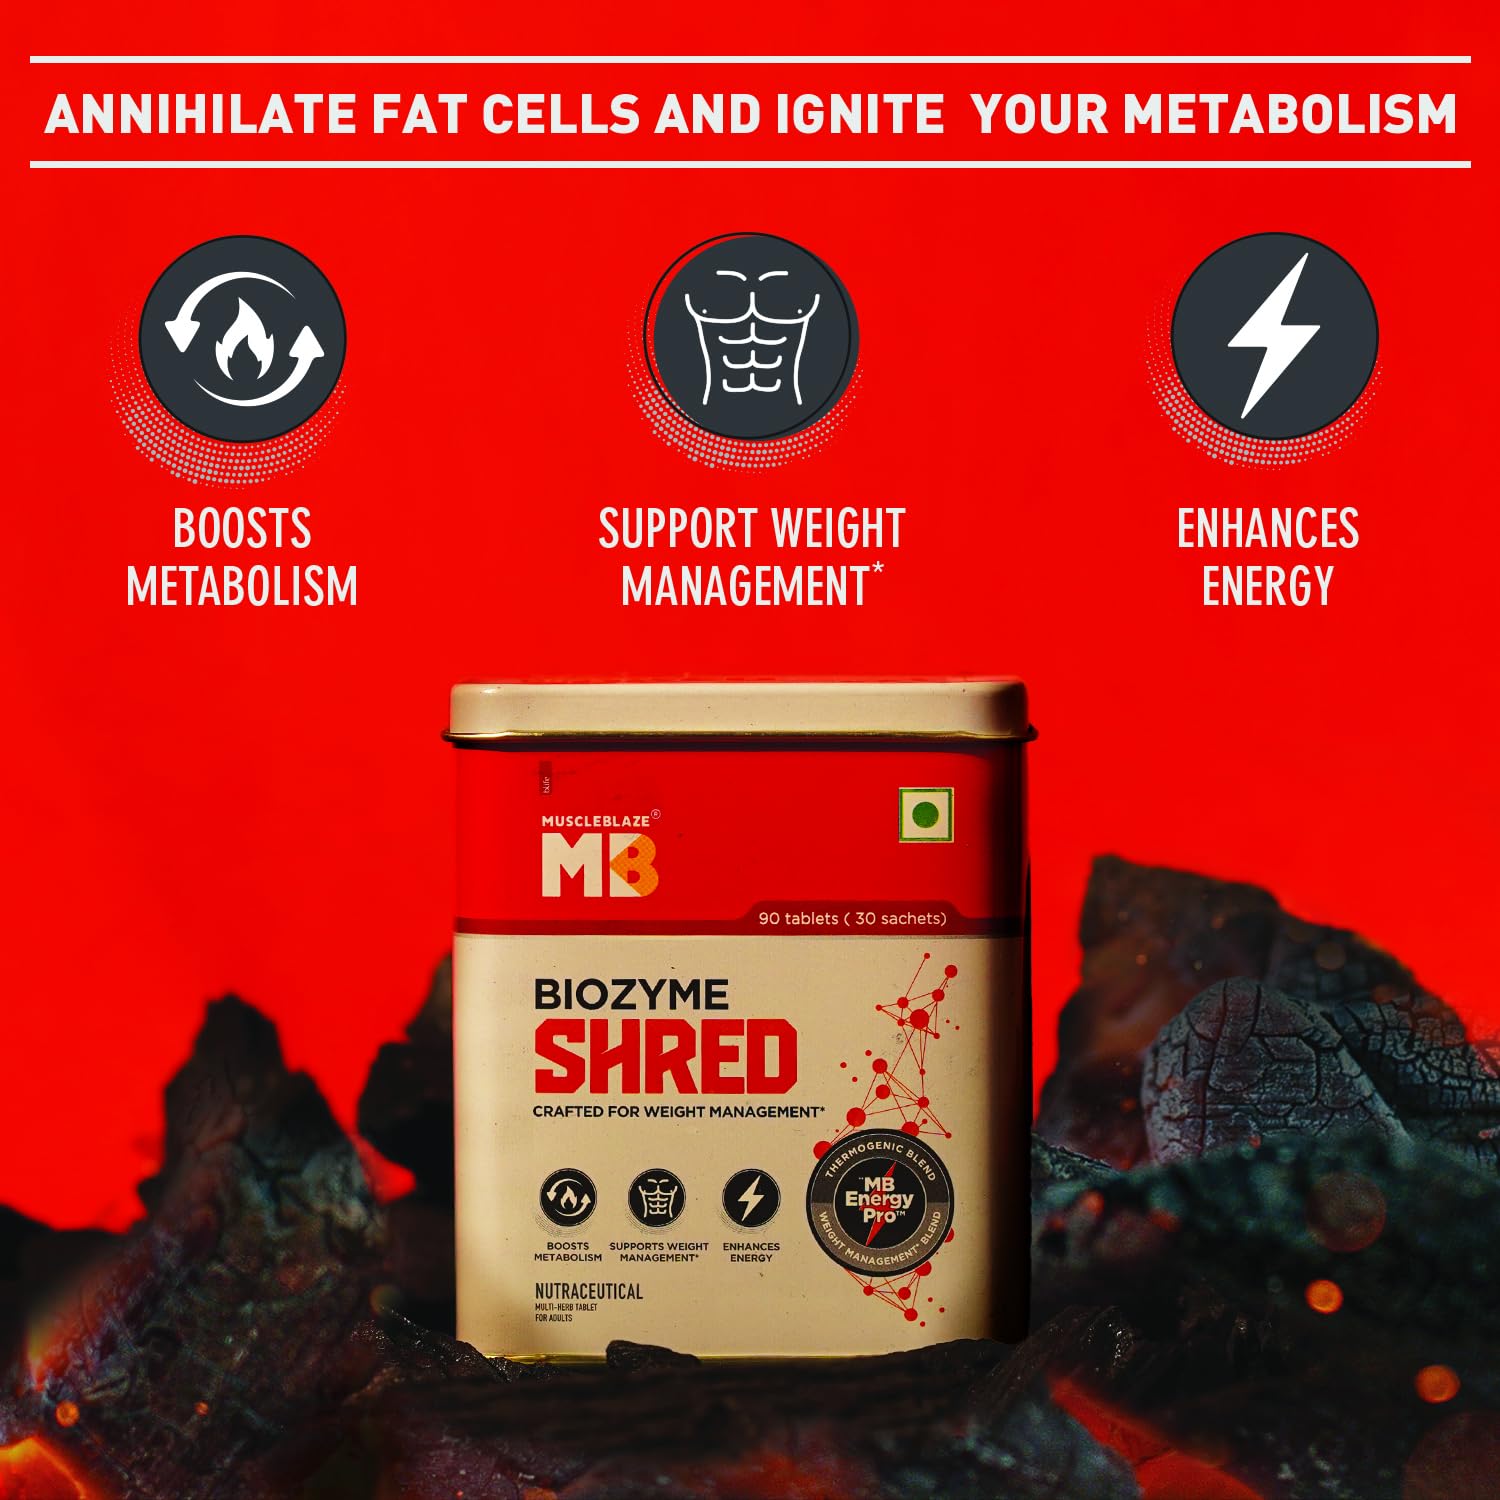 ANNIHILATE FAT CELLS AND IGNITE YOUR METABOLISM
BOOSTS
METABOLISM
SUPPORT WEIGHT
MANAGEMENT*
ENHANCES
ENERGY
MUSCLEBLAZE®
MB
90 tablets ( 30 sachets)
BIOZYME
SHRED
CRAFTED FOR WEIGHT MANAGEMENT*
THERMOGENIC BLEND
MB
Energy
Pro™
WEIGHT MANAGEMENT* BLEND
BOOSTS
METABOLISM
SUPPORTS WEIGHT
MANAGEMENT*
ENHANCES
ENERGY
NUTRACEUTICAL
MULTI-HERB TABLET
FOR ADULTS